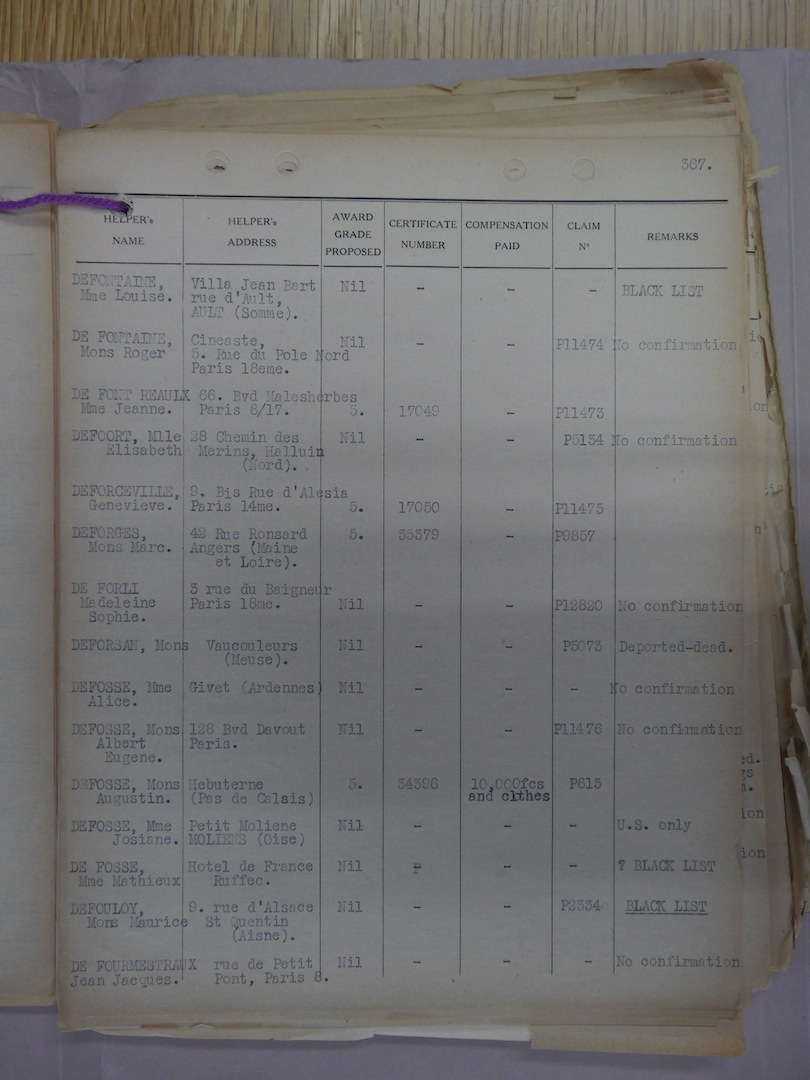 367.
HELPER's NAME | HELPER's ADDRESS | AWARD GRADE PROPOSED | CERTIFICATE NUMBER | COMPENSATION PAID | CLAIM Nº | REMARKS
DEFONTAINE, Villa Jean Bart Nil - - - BLACK LIST
Mme Louise. rue d'Ault,
AULT (Somme).
DE FONTAINE, Cineaste, Nil - - P11474 No confirmation
Mons Roger 5. Rue du Pole Nord
Paris 18eme.
DE FONT REAULX 66. Bvd Malesherbes
Mme Jeanne. Paris 8/17. 5. 17049 - P11473
DEFOORT, Mlle 28 Chemin des Nil - - P5134 No confirmation
Elisabeth Merins, Halluin
(Nord).
DEFORCEVILLE, 9. Bis Rue d'Alesia
Genevieve. Paris 14me. 5. 17050 - P11475
DEFORGES, 42 Rue Ronsard 5. 35379 - P9857
Mons Marc. Angers (Maine
et Loire).
DE FORLI 3 rue du Baigneur
Madeleine Paris 18me. Nil - - P12820 No confirmation
Sophie.
DEFORSAN, Mons Vaucouleurs Nil - - P5073 Deported-dead.
(Meuse).
DEFOSSE, Mme Givet (Ardennes) Nil - - - No confirmation
Alice.
DEFOSSE, Mons 128 Bvd Davout Nil - - P11476 No confirmation
Albert Paris.
Eugene.
DEFOSSE, Mons Hebuterne 5. 34396 10,000fcs P613
Augustin. (Pas de Calais) and clthes
DEFOSSE, Mme Petit Moliene Nil - - - U.S. only
Josiane. MOLIENS (Oise)
DE FOSSE, Hotel de France Nil - - - ? BLACK LIST
Mme Mathieux Ruffec.
DEFOULOY, 9. rue d'Alsace Nil - - P2334 BLACK LIST
Mons Maurice St Quentin
(Aisne).
DE FOURMESTRAUX rue de Petit Nil - - - No confirmation
Jean Jacques. Pont, Paris 8.